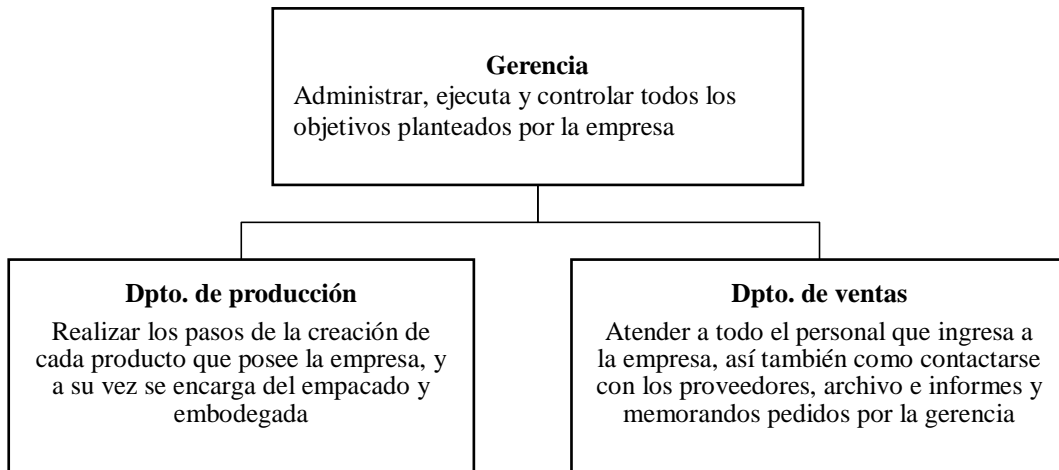 Gerencia
Administrar, ejecuta y controlar todos los
objetivos planteados por la empresa
Dpto. de producción
Realizar los pasos de la creación de
cada producto que posee la empresa, y
a su vez se encarga del empacado y
embodegada
Dpto. de ventas
Atender a todo el personal que ingresa a
la empresa, así también como contactarse
con los proveedores, archivo e informes y
memorandos pedidos por la gerencia